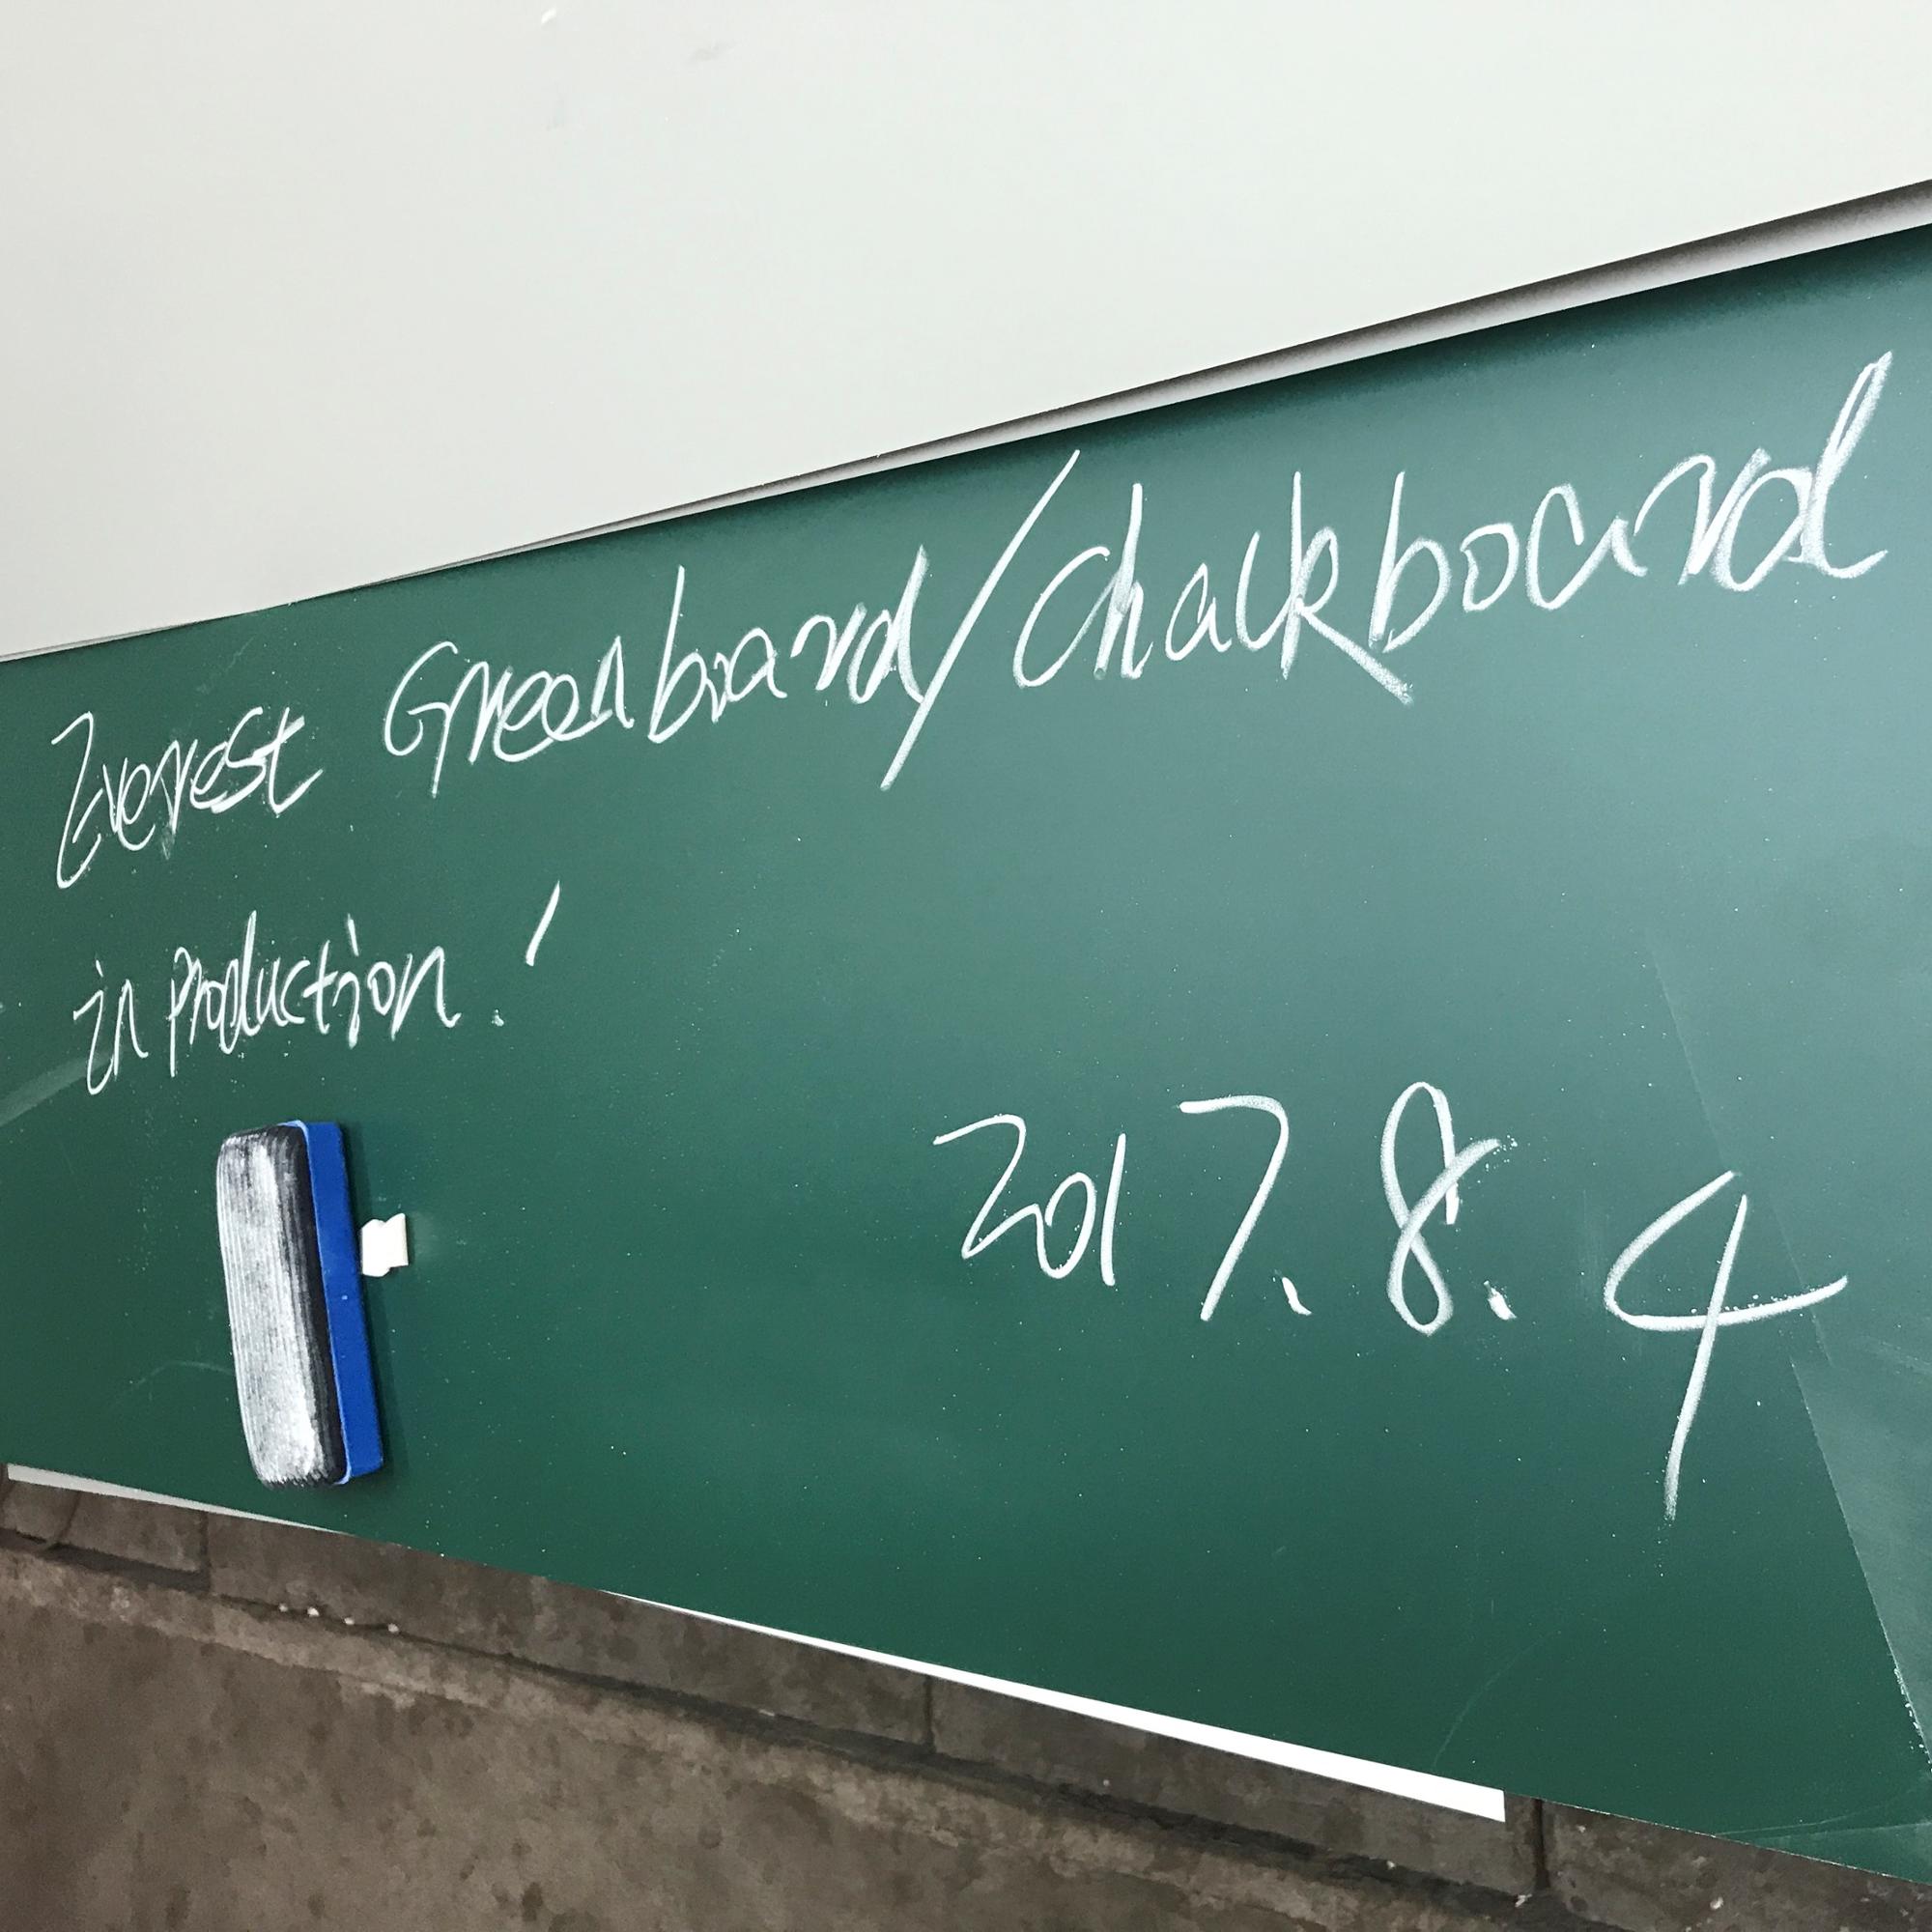 Everest Greenboard/Chalkboard
in production!
2017.8.4